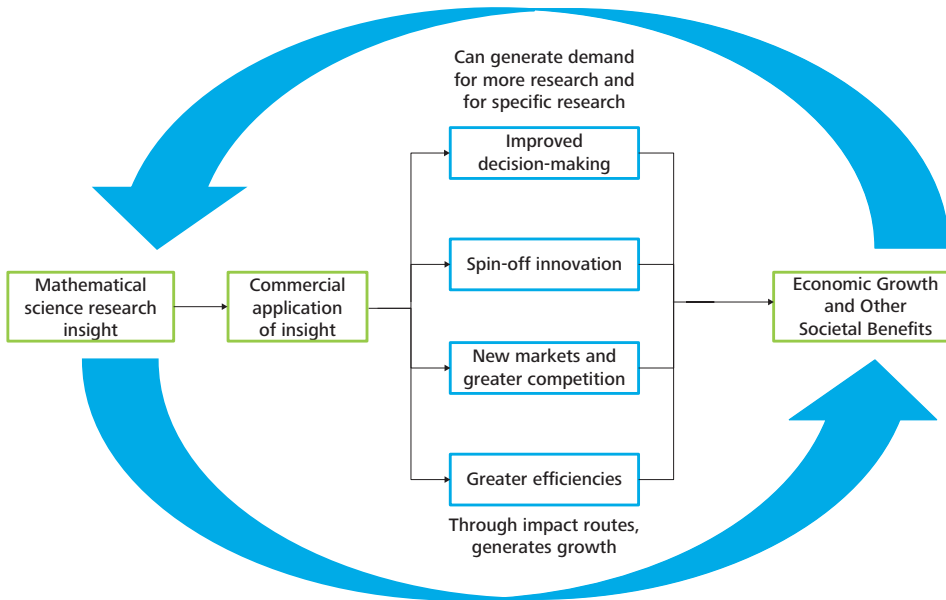 Can generate demand
for more research and
for specific research
Improved
decision-making
Spin-off innovation
Mathematical
science research
insight
Commercial
application
of insight
Economic Growth
and Other
Societal Benefits
New markets and
greater competition
Greater efficiencies
Through impact routes,
generates growth